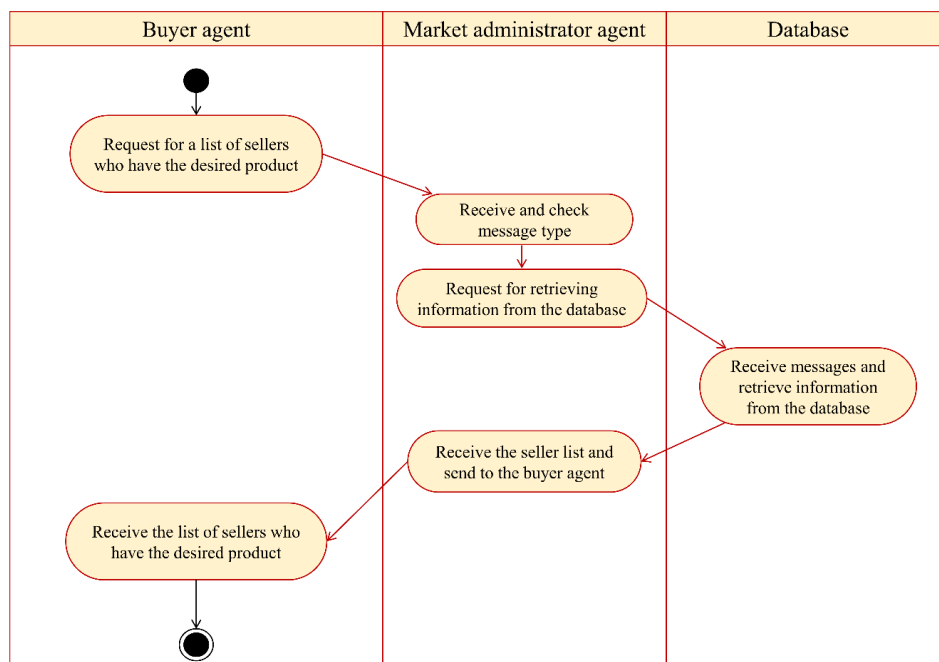 Buyer agent
Market administrator agent
Database
Request for a list of sellers
who have the desired product
Receive and check
message type
Request for retrieving
information from the database
Receive messages and
retrieve information
from the database
Receive the seller list and
send to the buyer agent
Receive the list of sellers who
have the desired product